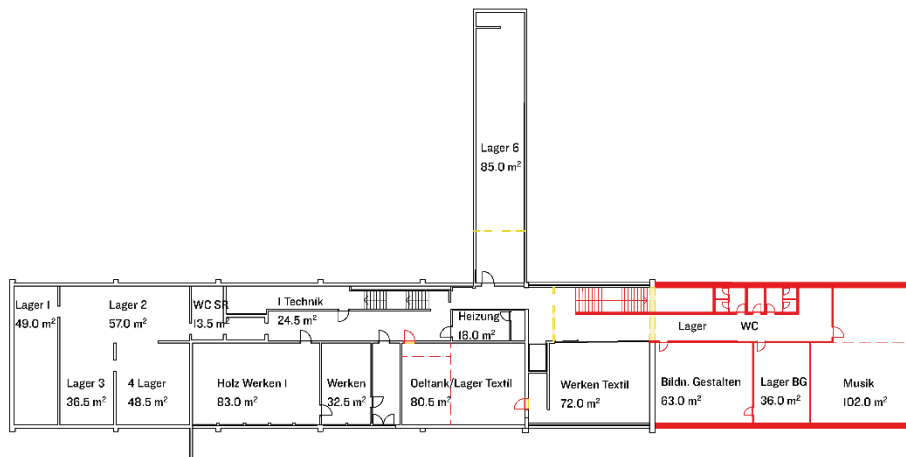 Lager 6
85.0 m²
Lager I
49.0 m²
Lager 2
57.0 m²
WC SR
13.5 m²
I Technik
24.5 m²
Heizung
16.0 m²
Lager
WC
Lager 3
36.5 m²
4 Lager
48.5 m²
Holz Werken I
83.0 m²
Werken
32.5 m²
Oeltank/Lager Textil
80.5 m²
Werken Textil
72.0 m²
Bildn. Gestalten
63.0 m²
Lager BG
36.0 m²
Musik
102.0 m²